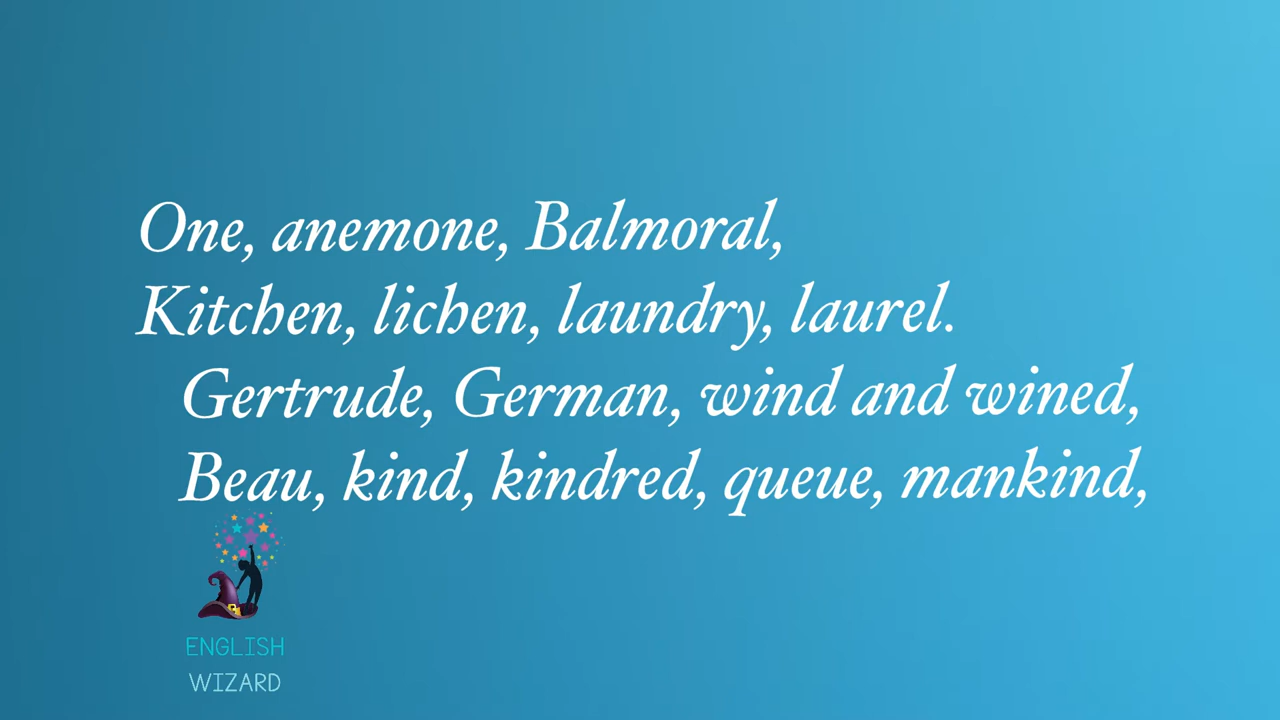 One, anemone, Balmoral,
Kitchen, lichen, laundry, laurel.
Gertrude, German, wind and wined,
Beau, kind, kindred, queue, mankind,
ENGLISH
WIZARD